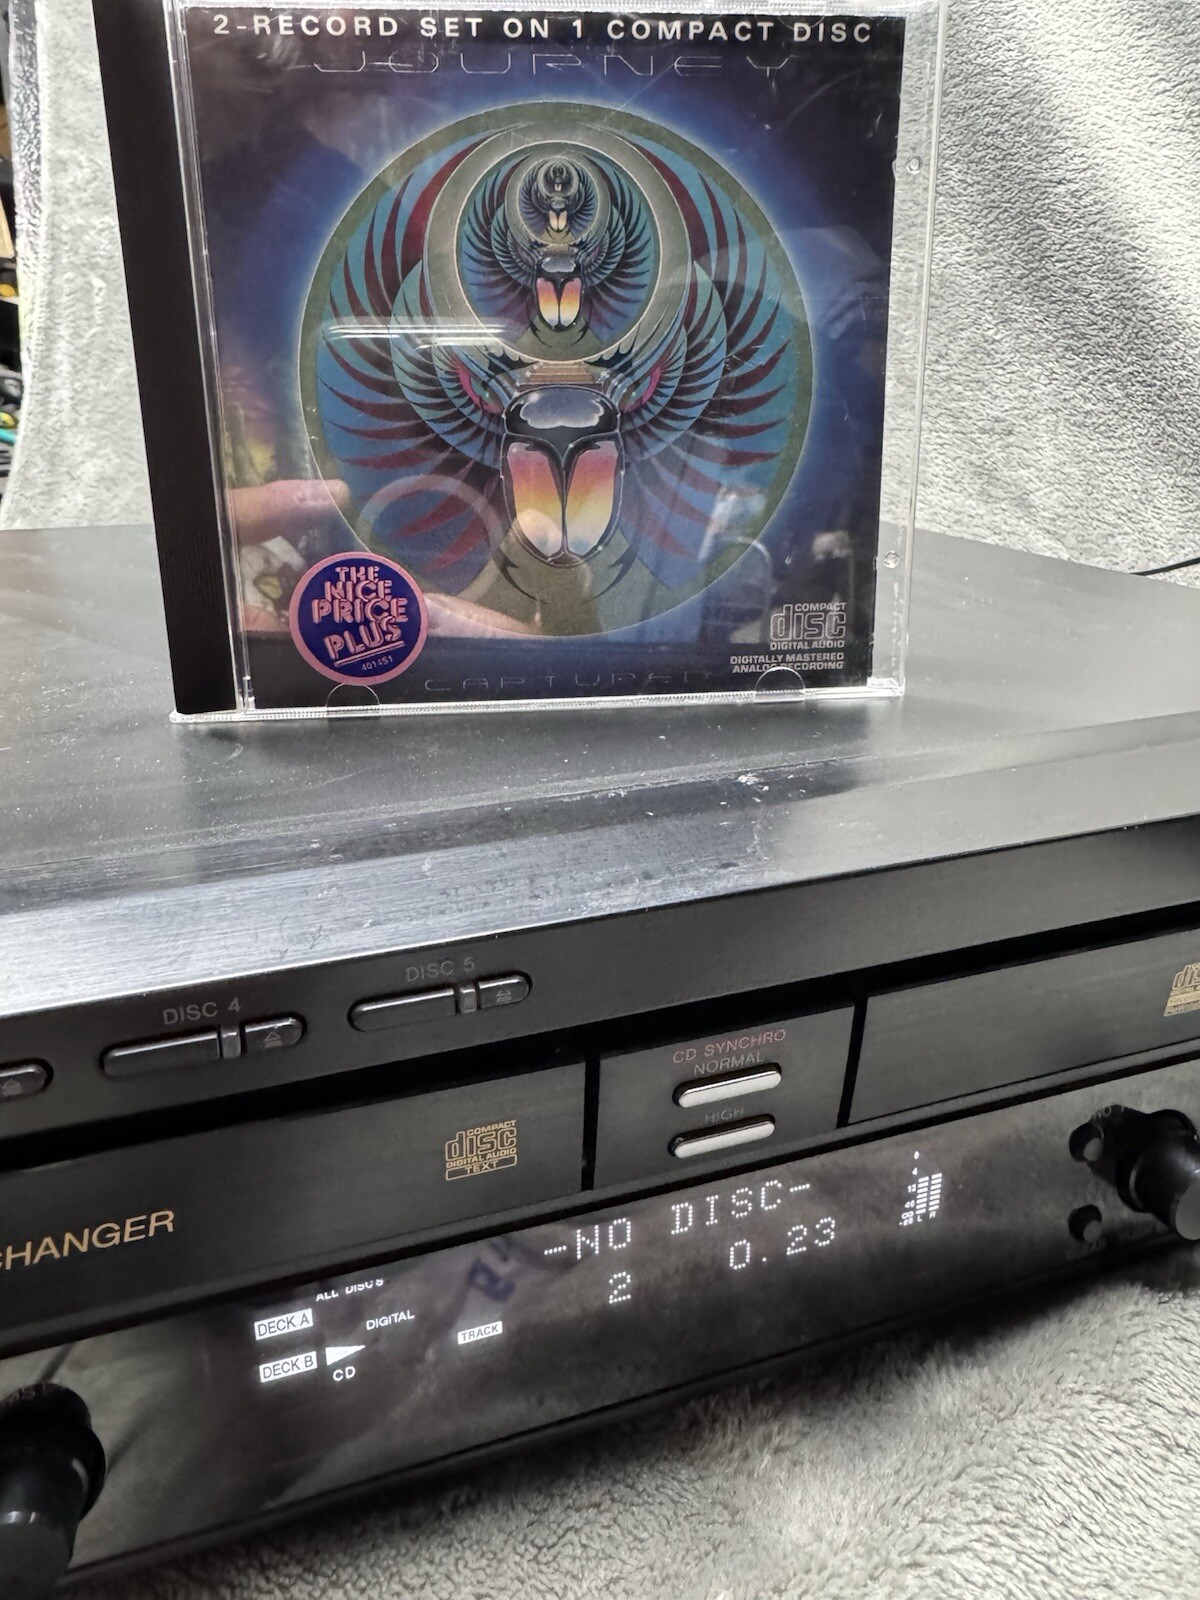 2-RECORD SET ON 1 COMPACT DISC
JOURNEY
THE
NICE
PRICE
PLUS
401451
COMPACT
disc
DIGITAL AUDIO
DIGITALLY MASTERED
ANALOG RECORDING
CAPTURED
DISC 4
DISC 5
CD SYNCHRO
NORMAL
HIGH
COMPACT
disc
DIGITAL AUDIO
TEXT
CHANGER
-NO DISC-
2 0.23
ALL DISCS
DECK A
DIGITAL
DECK B
TRACK
CD
L R